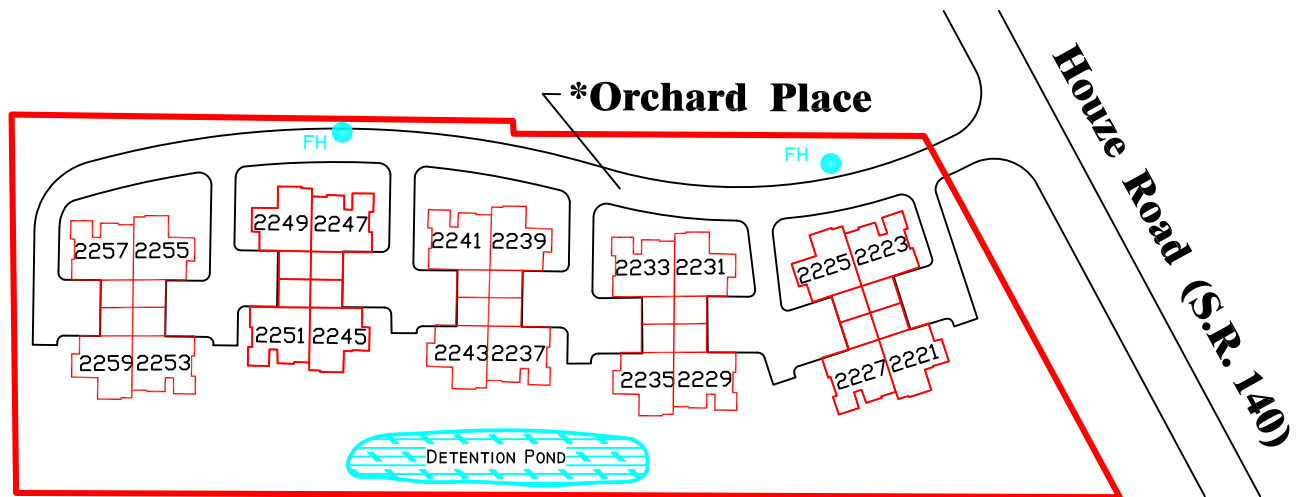 Houze Road (S.R. 140)
*Orchard Place
FH
FH
2257 2255
2249 2247
2241 2239
2233 2231
2225 2223
2259 2253
2251 2245
2243 2237
2235 2229
2227 2221
DETENTION POND